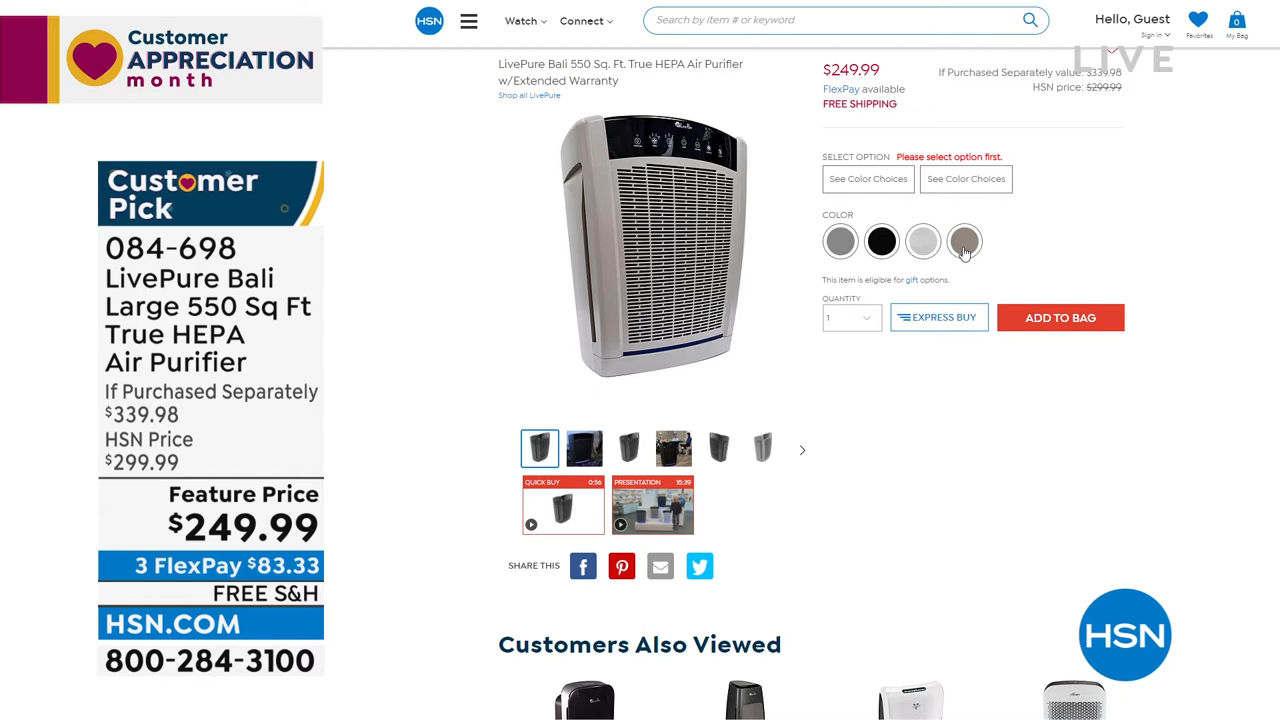 Customer
APPRECIATION
month
Customer
Pick
084-698
LivePure Bali
Large 550 Sq Ft
True HEPA
Air Purifier
If Purchased Separately
$339.98
HSN Price
$299.99
Feature Price
$249.99
3 FlexPay $83.33
FREE S&H
HSN.COM
800-284-3100
HSN
Watch
Connect
Search by item # or keyword
Hello, Guest
Sign in
Favorites
0
My Bag
LIVE
LivePure Bali 550 Sq. Ft. True HEPA Air Purifier
w/Extended Warranty
Shop all LivePure
$249.99
If Purchased Separately value: $339.98
FlexPay available
HSN price: $299.99
FREE SHIPPING
SELECT OPTION Please select option first.
See Color Choices
See Color Choices
COLOR
This item is eligible for gift options.
QUANTITY
1
EXPRESS BUY
ADD TO BAG
QUICK BUY 0:56
PRESENTATION 15:39
SHARE THIS
Customers Also Viewed
HSN